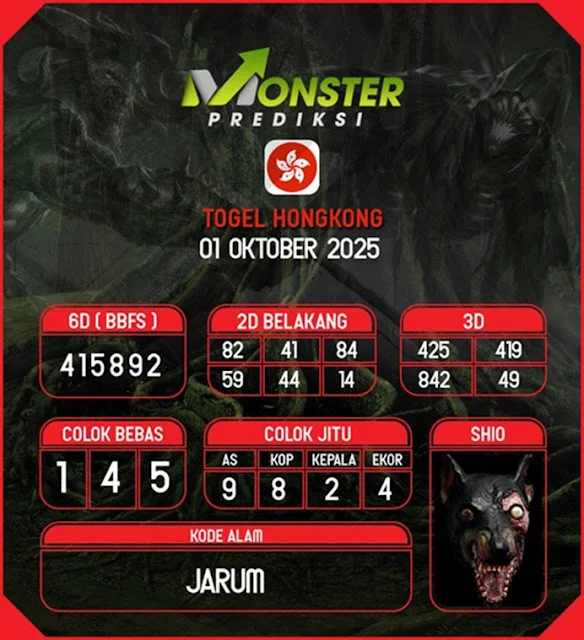 MONSTER
PREDIKSI
TOGEL HONGKONG
01 OKTOBER 2025
6D ( BBFS )
415892
2D BELAKANG
82 41 84
59 44 14
3D
425 419
842 49
COLOK BEBAS
1 4 5
COLOK JITU
AS KOP KEPALA EKOR
9 8 2 4
SHIO
KODE ALAM
JARUM